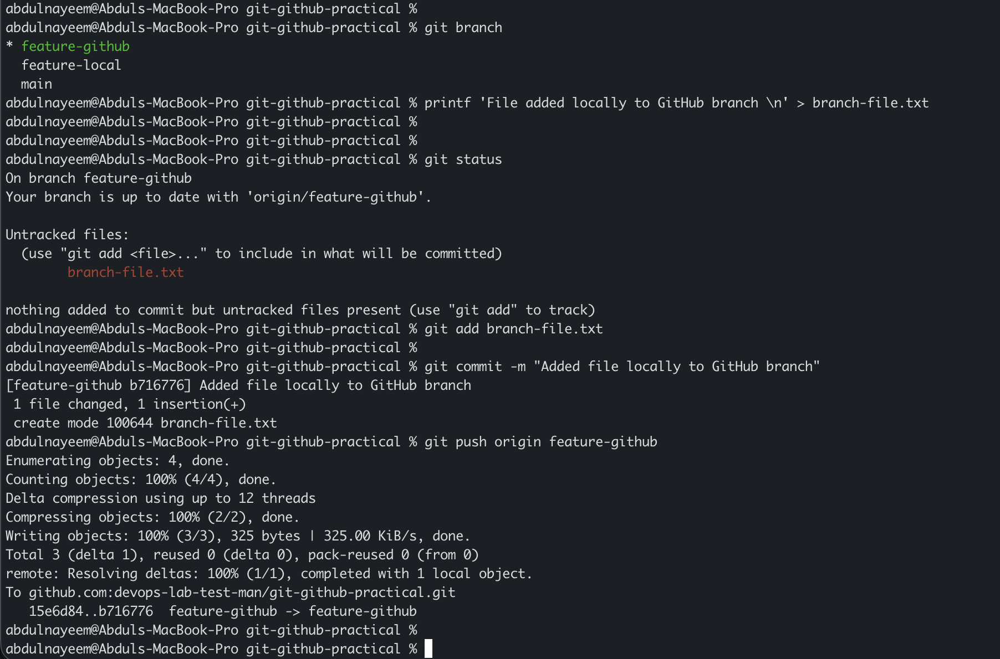 abdulnayeem@Abduls-MacBook-Pro git-github-practical %
abdulnayeem@Abduls-MacBook-Pro git-github-practical % git branch
* feature-github
  feature-local
  main
abdulnayeem@Abduls-MacBook-Pro git-github-practical % printf 'File added locally to GitHub branch \n' > branch-file.txt
abdulnayeem@Abduls-MacBook-Pro git-github-practical %
abdulnayeem@Abduls-MacBook-Pro git-github-practical %
abdulnayeem@Abduls-MacBook-Pro git-github-practical % git status
On branch feature-github
Your branch is up to date with 'origin/feature-github'.

Untracked files:
  (use "git add <file>..." to include in what will be committed)
        branch-file.txt

nothing added to commit but untracked files present (use "git add" to track)
abdulnayeem@Abduls-MacBook-Pro git-github-practical % git add branch-file.txt
abdulnayeem@Abduls-MacBook-Pro git-github-practical %
abdulnayeem@Abduls-MacBook-Pro git-github-practical % git commit -m "Added file locally to GitHub branch"
[feature-github b716776] Added file locally to GitHub branch
 1 file changed, 1 insertion(+)
 create mode 100644 branch-file.txt
abdulnayeem@Abduls-MacBook-Pro git-github-practical % git push origin feature-github
Enumerating objects: 4, done.
Counting objects: 100% (4/4), done.
Delta compression using up to 12 threads
Compressing objects: 100% (2/2), done.
Writing objects: 100% (3/3), 325 bytes | 325.00 KiB/s, done.
Total 3 (delta 1), reused 0 (delta 0), pack-reused 0 (from 0)
remote: Resolving deltas: 100% (1/1), completed with 1 local object.
To github.com:devops-lab-test-man/git-github-practical.git
   15e6d84..b716776  feature-github -> feature-github
abdulnayeem@Abduls-MacBook-Pro git-github-practical %
abdulnayeem@Abduls-MacBook-Pro git-github-practical %